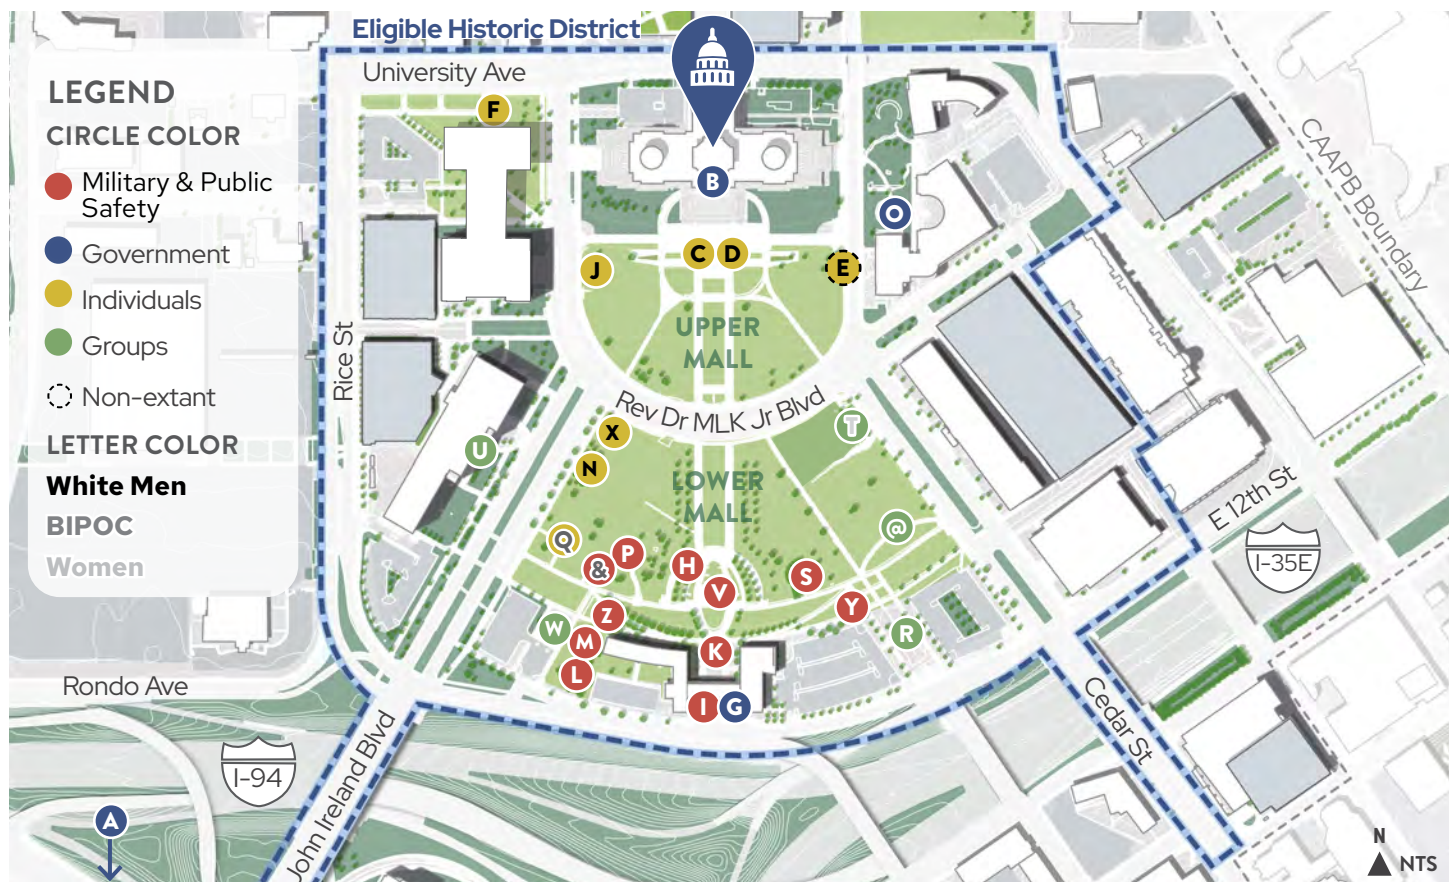 Eligible Historic District
University Ave
LEGEND
CIRCLE COLOR
Military & Public
Safety
Government
Individuals
Groups
Non-extant
LETTER COLOR
White Men
BIPOC
Women
F
B
O
C
D
E
J
UPPER
MALL
Rice St
CAAPB Boundary
Rev Dr MLK Jr Blvd
X
T
U
N
LOWER
MALL
E 12th St
I-35E
@
Q
&
P
H
V
S
Y
Z
W
M
K
R
L
I
G
Rondo Ave
I-94
John Ireland Blvd
Cedar St
A
N
NTS